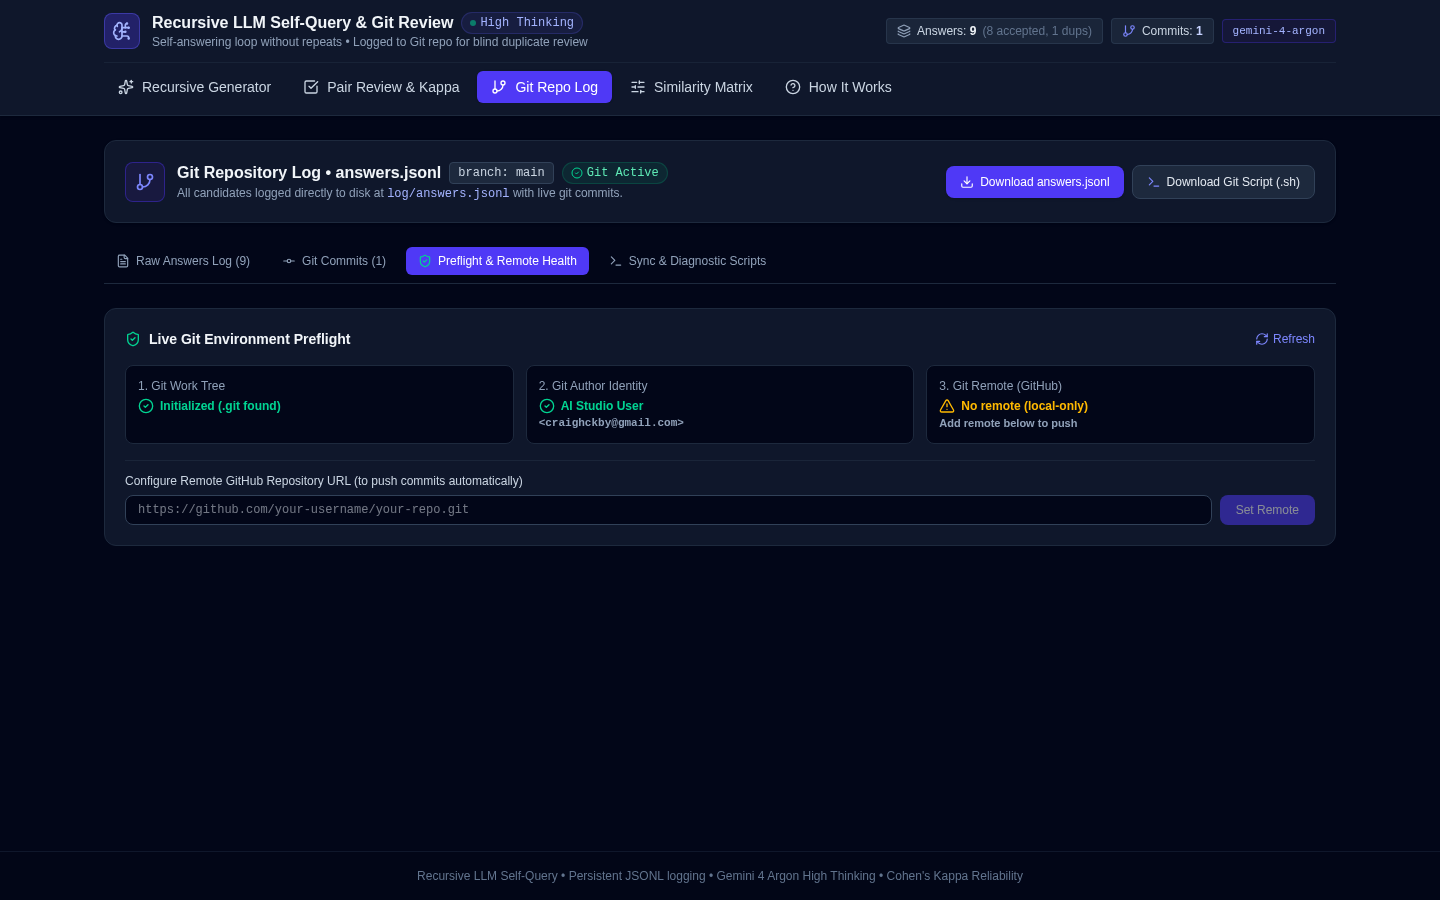 Recursive LLM Self-Query & Git Review
High Thinking
Self-answering loop without repeats • Logged to Git repo for blind duplicate review
Answers: 9 (8 accepted, 1 dups)
Commits: 1
gemini-4-argon
Recursive Generator
Pair Review & Kappa
Git Repo Log
Similarity Matrix
How It Works
Git Repository Log • answers.jsonl
branch: main
Git Active
All candidates logged directly to disk at log/answers.jsonl with live git commits.
Download answers.jsonl
Download Git Script (.sh)
Raw Answers Log (9)
Git Commits (1)
Preflight & Remote Health
Sync & Diagnostic Scripts
Live Git Environment Preflight
Refresh
1. Git Work Tree
Initialized (.git found)
2. Git Author Identity
AI Studio User
<craighckby@gmail.com>
3. Git Remote (GitHub)
No remote (local-only)
Add remote below to push
Configure Remote GitHub Repository URL (to push commits automatically)
https://github.com/your-username/your-repo.git
Set Remote
Recursive LLM Self-Query • Persistent JSONL logging • Gemini 4 Argon High Thinking • Cohen's Kappa Reliability